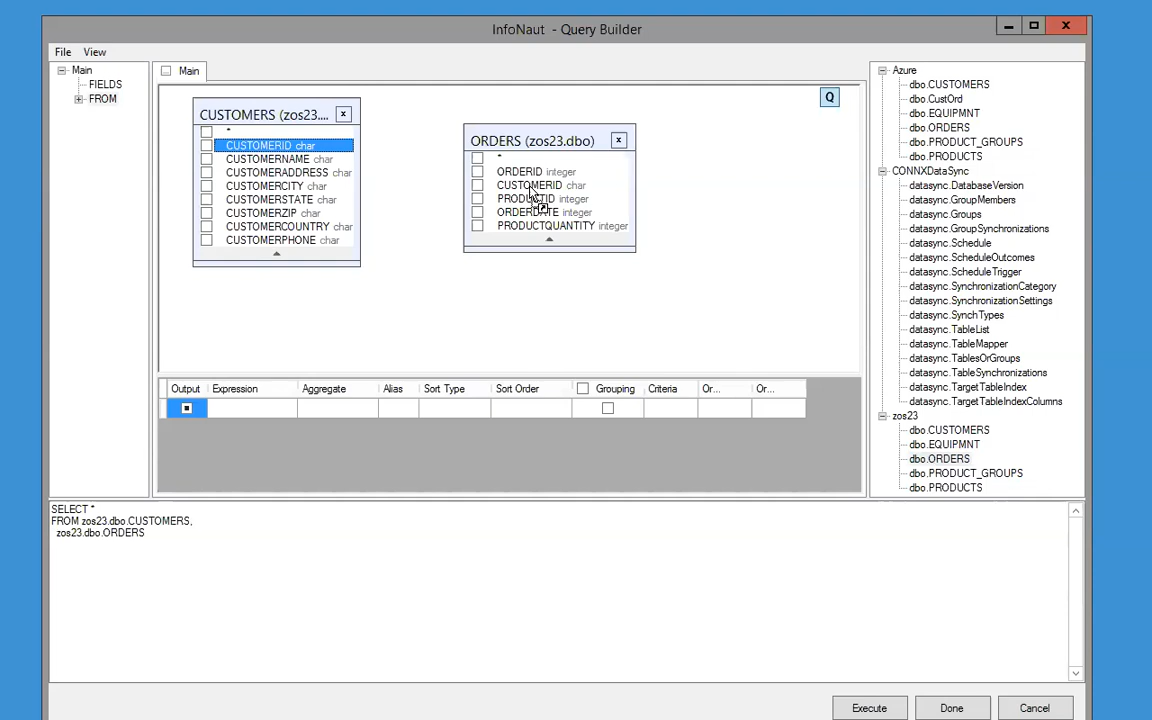 InfoNaut - Query Builder
File View
Main
FIELDS
FROM
Main
Q
CUSTOMERS (zos23....
*
CUSTOMERID char
CUSTOMERNAME char
CUSTOMERADDRESS char
CUSTOMERCITY char
CUSTOMERSTATE char
CUSTOMERZIP char
CUSTOMERCOUNTRY char
CUSTOMERPHONE char
ORDERS (zos23.dbo)
*
ORDERID integer
CUSTOMERID char
PRODUCTID integer
ORDERDATE integer
PRODUCTQUANTITY integer
Output Expression Aggregate Alias Sort Type Sort Order Grouping Criteria Or... Or...
Azure
dbo.CUSTOMERS
dbo.CustOrd
dbo.EQUIPMNT
dbo.ORDERS
dbo.PRODUCT_GROUPS
dbo.PRODUCTS
CONNXDataSync
datasync.DatabaseVersion
datasync.GroupMembers
datasync.Groups
datasync.GroupSynchronizations
datasync.Schedule
datasync.ScheduleOutcomes
datasync.ScheduleTrigger
datasync.SynchronizationCategory
datasync.SynchronizationSettings
datasync.SynchTypes
datasync.TableList
datasync.TableMapper
datasync.TablesOrGroups
datasync.TableSynchronizations
datasync.TargetTableIndex
datasync.TargetTableIndexColumns
zos23
dbo.CUSTOMERS
dbo.EQUIPMNT
dbo.ORDERS
dbo.PRODUCT_GROUPS
dbo.PRODUCTS
SELECT *
FROM zos23.dbo.CUSTOMERS,
zos23.dbo.ORDERS
Execute Done Cancel